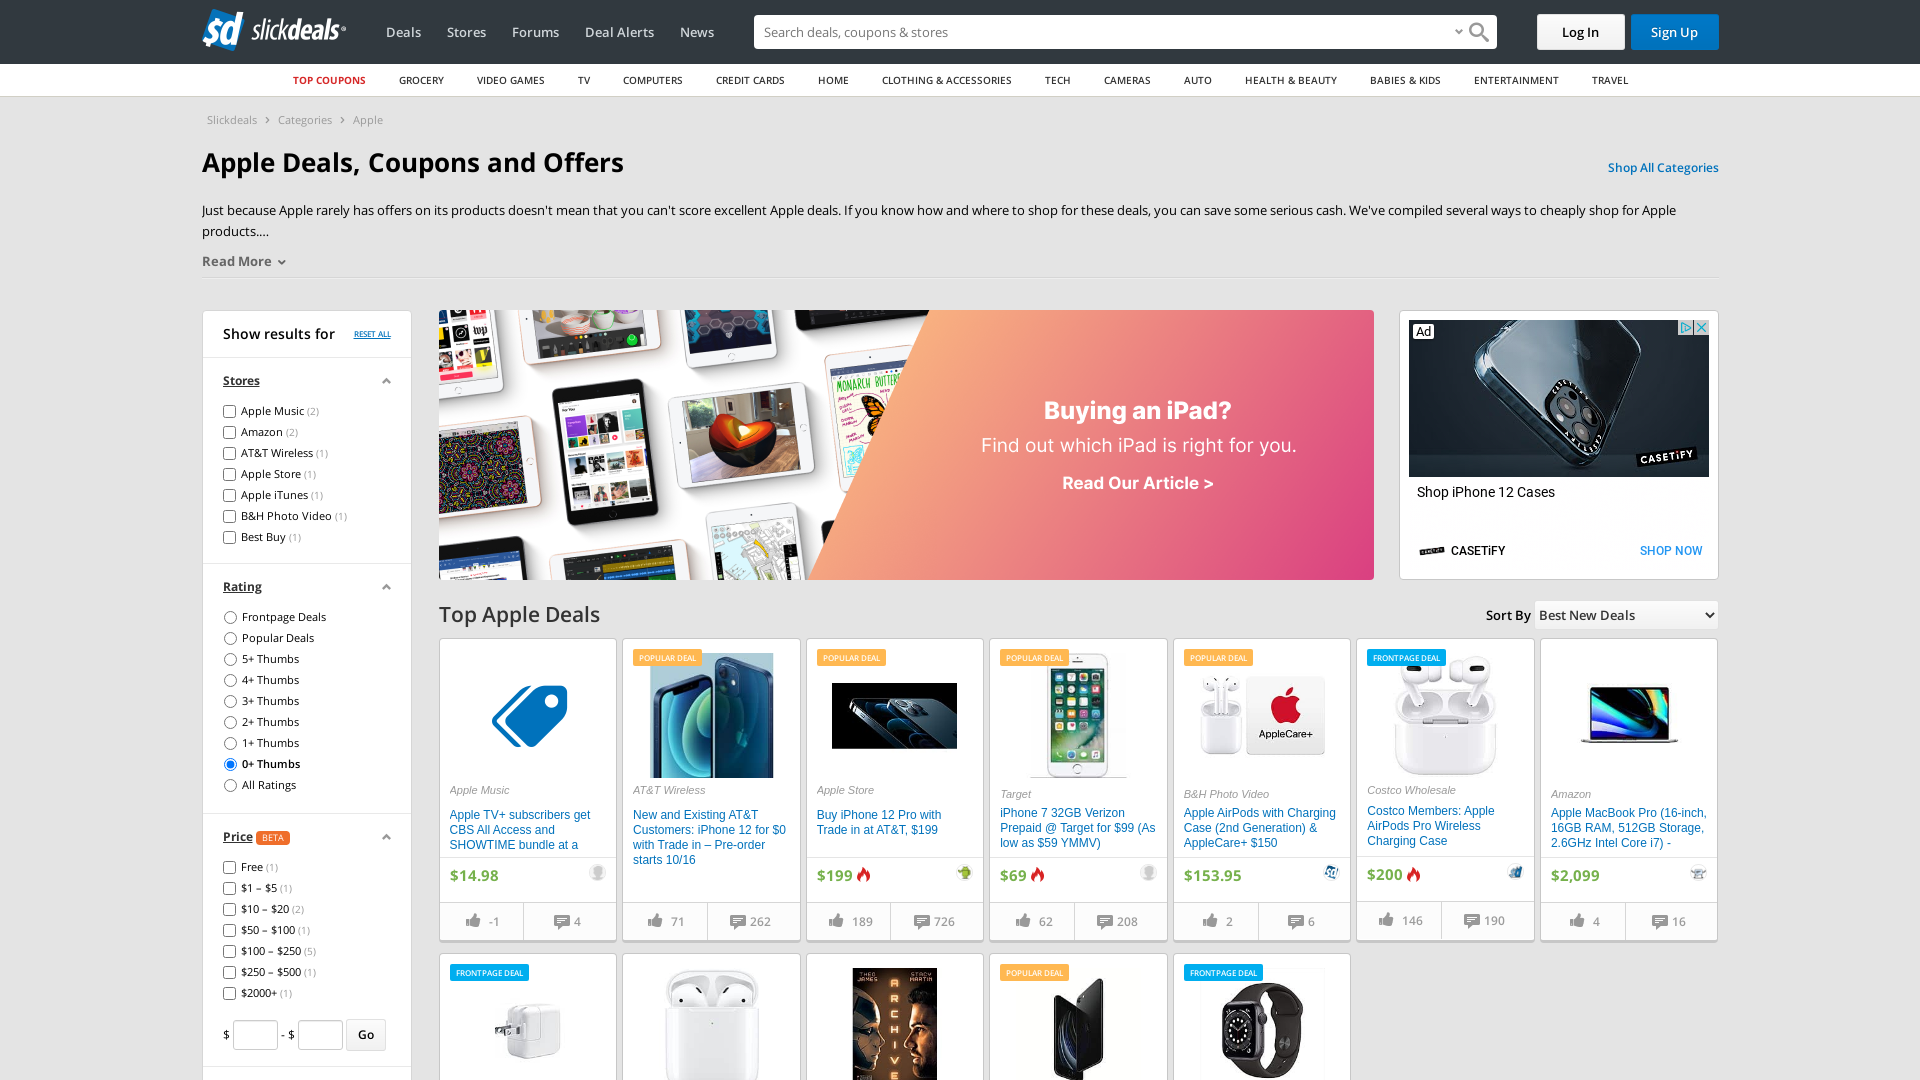 sd slickdeals
Deals
Stores
Forums
Deal Alerts
News
Search deals, coupons & stores
Log In
Sign Up
TOP COUPONS
GROCERY
VIDEO GAMES
TV
COMPUTERS
CREDIT CARDS
HOME
CLOTHING & ACCESSORIES
TECH
CAMERAS
AUTO
HEALTH & BEAUTY
BABIES & KIDS
ENTERTAINMENT
TRAVEL
Slickdeals > Categories > Apple
Apple Deals, Coupons and Offers
Shop All Categories
Just because Apple rarely has offers on its products doesn't mean that you can't score excellent Apple deals. If you know how and where to shop for these deals, you can save some serious cash. We've compiled several ways to cheaply shop for Apple
products.…
Read More
Show results for
RESET ALL
Stores
Apple Music (2)
Amazon (2)
AT&T Wireless (1)
Apple Store (1)
Apple iTunes (1)
B&H Photo Video (1)
Best Buy (1)
Rating
Frontpage Deals
Popular Deals
5+ Thumbs
4+ Thumbs
3+ Thumbs
2+ Thumbs
1+ Thumbs
0+ Thumbs
All Ratings
Price BETA
Free (1)
$1 – $5 (1)
$10 – $20 (2)
$50 – $100 (1)
$100 – $250 (5)
$250 – $500 (1)
$2000+ (1)
$ - $ Go
MONARCH BUTTER
Buying an iPad?
Find out which iPad is right for you.
Read Our Article >
Ad
CASETiFY
Shop iPhone 12 Cases
CASETiFY
CASETiFY
SHOP NOW
Top Apple Deals
Sort By Best New Deals
Apple Music
Apple TV+ subscribers get
CBS All Access and
SHOWTIME bundle at a
$14.98
-1
4
POPULAR DEAL
AT&T Wireless
New and Existing AT&T
Customers: iPhone 12 for $0
with Trade in – Pre-order
starts 10/16
71
262
POPULAR DEAL
Apple Store
Buy iPhone 12 Pro with
Trade in at AT&T, $199
$199
189
726
POPULAR DEAL
Target
iPhone 7 32GB Verizon
Prepaid @ Target for $99 (As
low as $59 YMMV)
$69
62
208
POPULAR DEAL
AppleCare+
B&H Photo Video
Apple AirPods with Charging
Case (2nd Generation) &
AppleCare+ $150
$153.95
2
6
FRONTPAGE DEAL
Costco Wholesale
Costco Members: Apple
AirPods Pro Wireless
Charging Case
$200
146
190
Amazon
Apple MacBook Pro (16-inch,
16GB RAM, 512GB Storage,
2.6GHz Intel Core i7) -
$2,099
4
16
FRONTPAGE DEAL
THEO JAMES
STACY MARTIN
ARCHIVE
POPULAR DEAL
FRONTPAGE DEAL